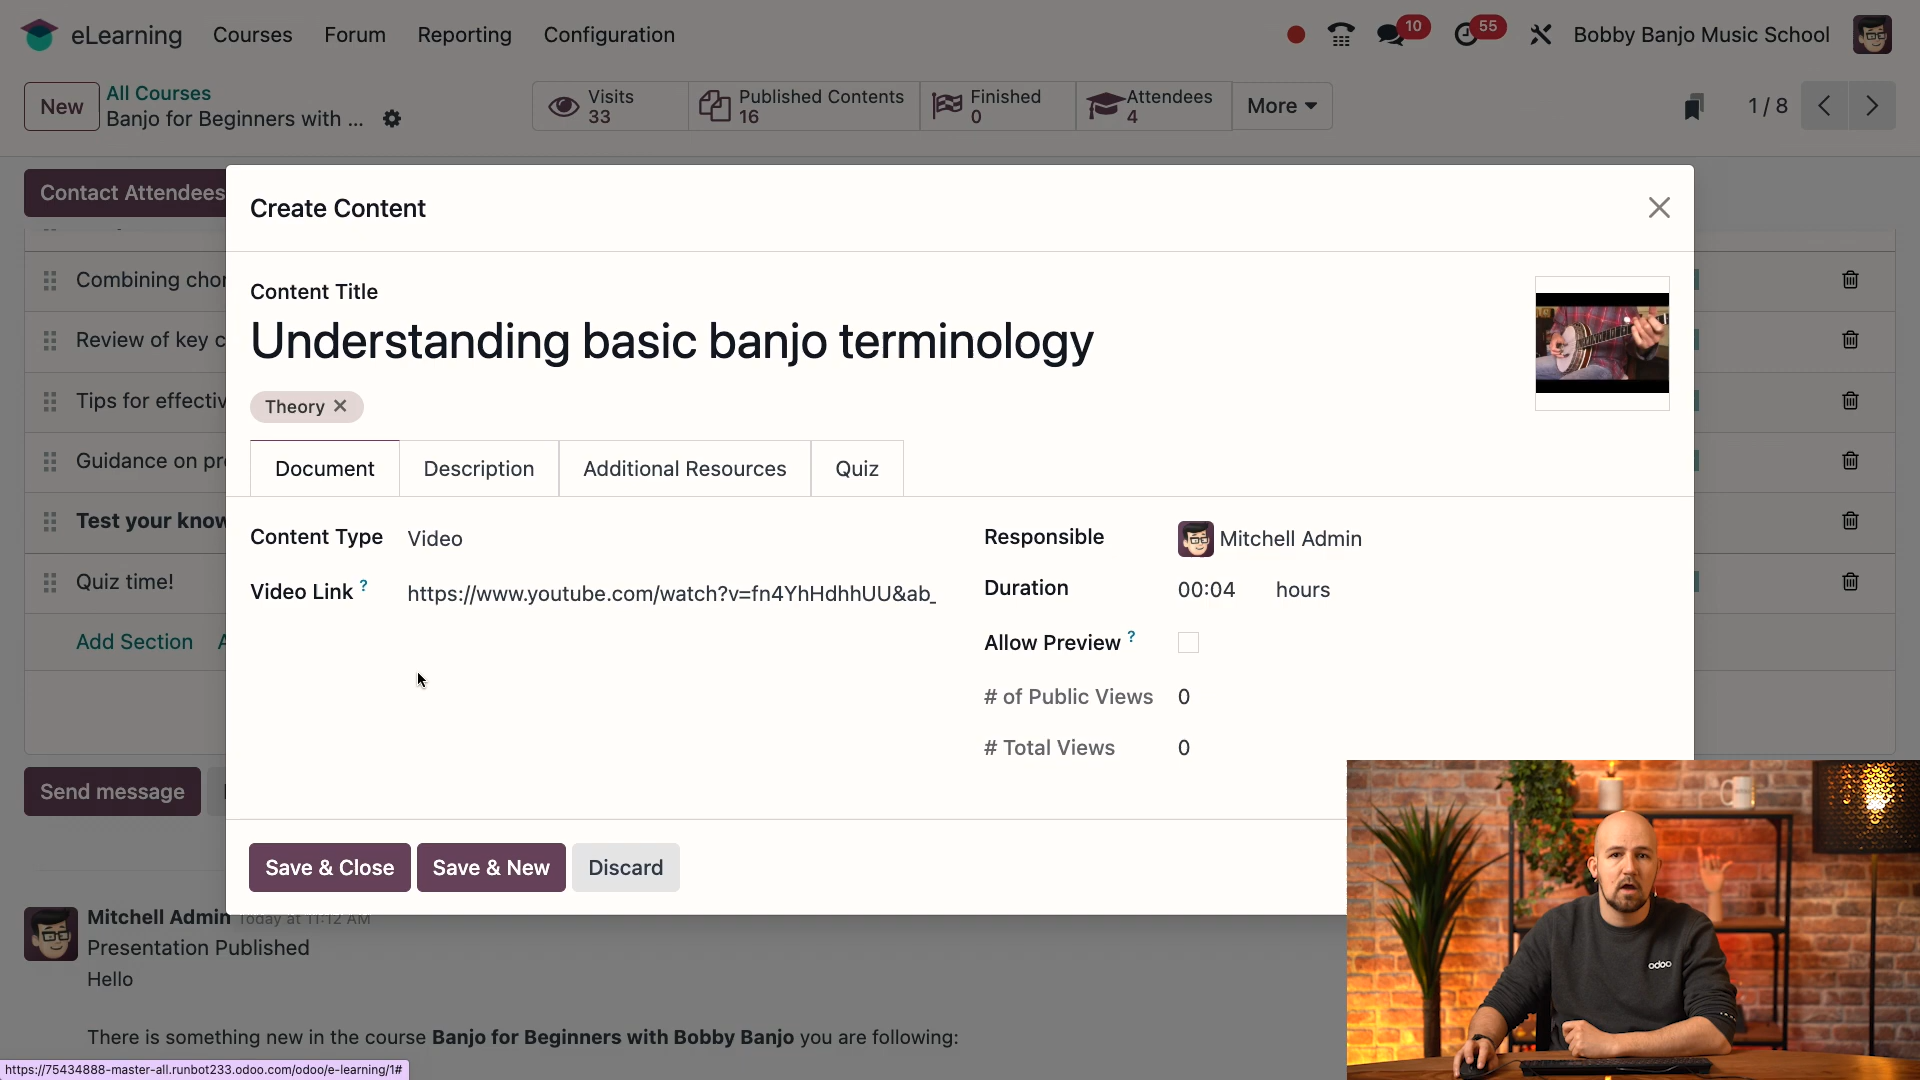 eLearning Courses Forum Reporting Configuration 10 55 Bobby Banjo Music School
New All Courses Banjo for Beginners with ... Visits 33 Published Contents 16 Finished 0 Attendees 4 More 1 / 8
Contact Attendees
Create Content
Content Title
Understanding basic banjo terminology
Theory
Document Description Additional Resources Quiz
Content Type Video
Video Link ? https://www.youtube.com/watch?v=fn4YhHdhhUU&ab_
Responsible Mitchell Admin
Duration 00:04 hours
Allow Preview ?
# of Public Views 0
# Total Views 0
Save & Close Save & New Discard
Combining chor
Review of key c
Tips for effectiv
Guidance on pr
Test your know
Quiz time!
Add Section
Send message
Mitchell Admin Today at 11:12 AM
Presentation Published
Hello
There is something new in the course Banjo for Beginners with Bobby Banjo you are following:
https://75434888-master-all.runbot233.odoo.com/odoo/e-learning/1#
odoo